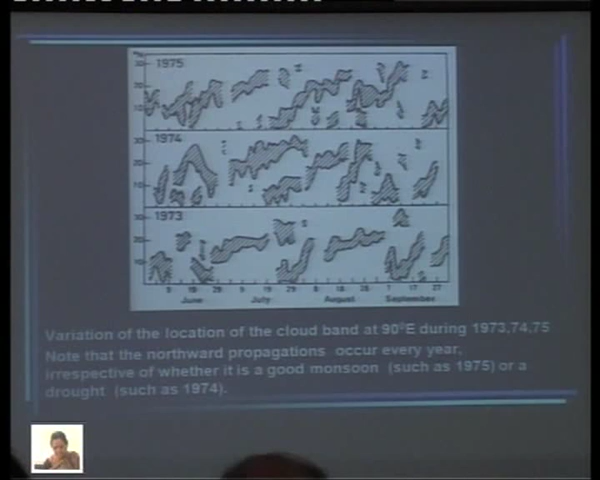 1975
1974
1973
June July August September
Variation of the location of the cloud band at 90°E during 1973,74,75
Note that the northward propagations occur every year,
irrespective of whether it is a good monsoon (such as 1975) or a
drought (such as 1974).